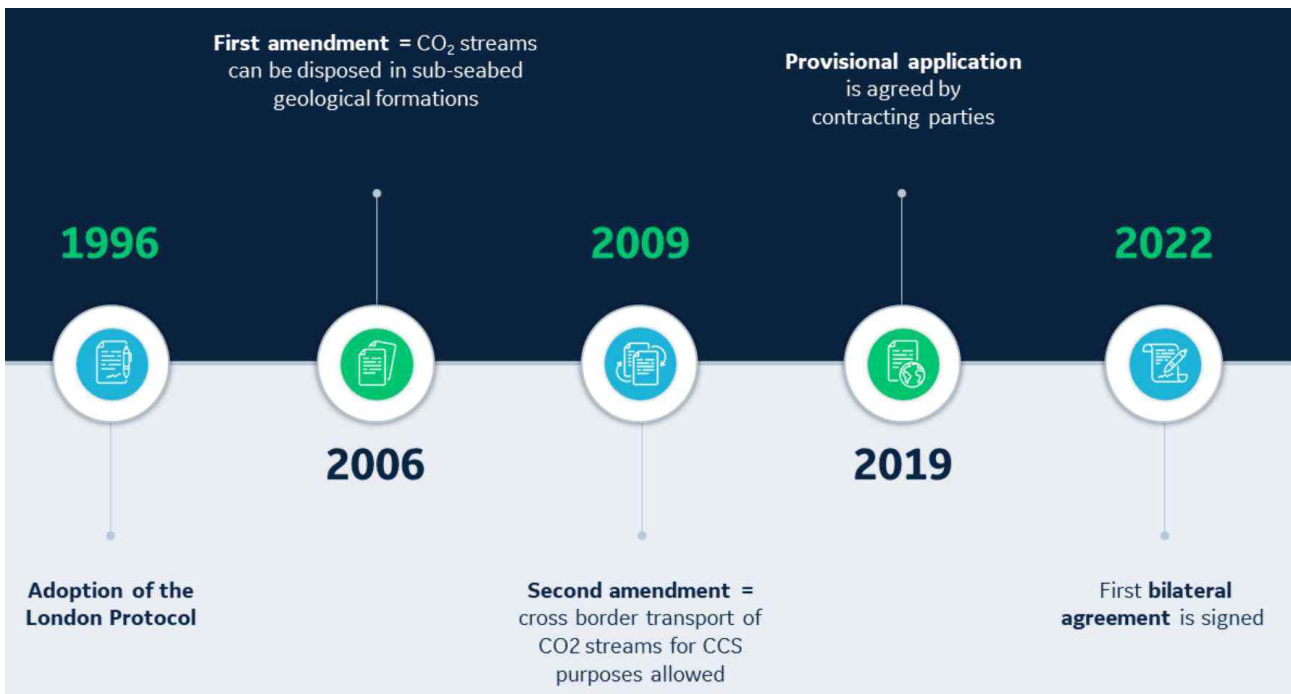 First amendment = CO₂ streams
can be disposed in sub-seabed
geological formations
Provisional application
is agreed by
contracting parties
1996
2009
2022
2006
2019
Adoption of the
London Protocol
Second amendment =
cross border transport of
CO2 streams for CCS
purposes allowed
First bilateral
agreement is signed